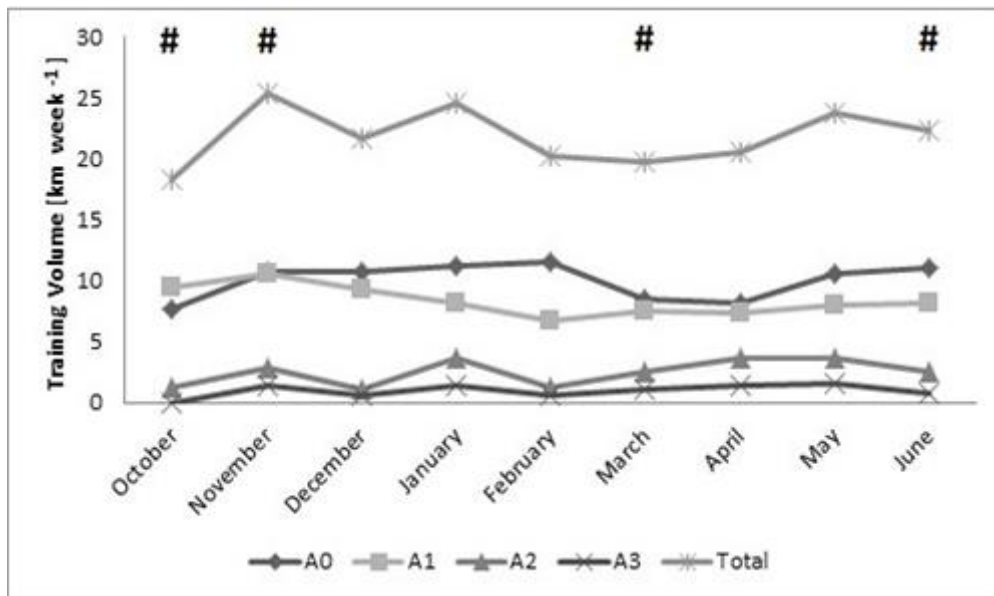 # # # #
30
25
20
15
10
5
0
Training Volume [km week -1]
October November December January February March April May June
A0 A1 A2 A3 Total